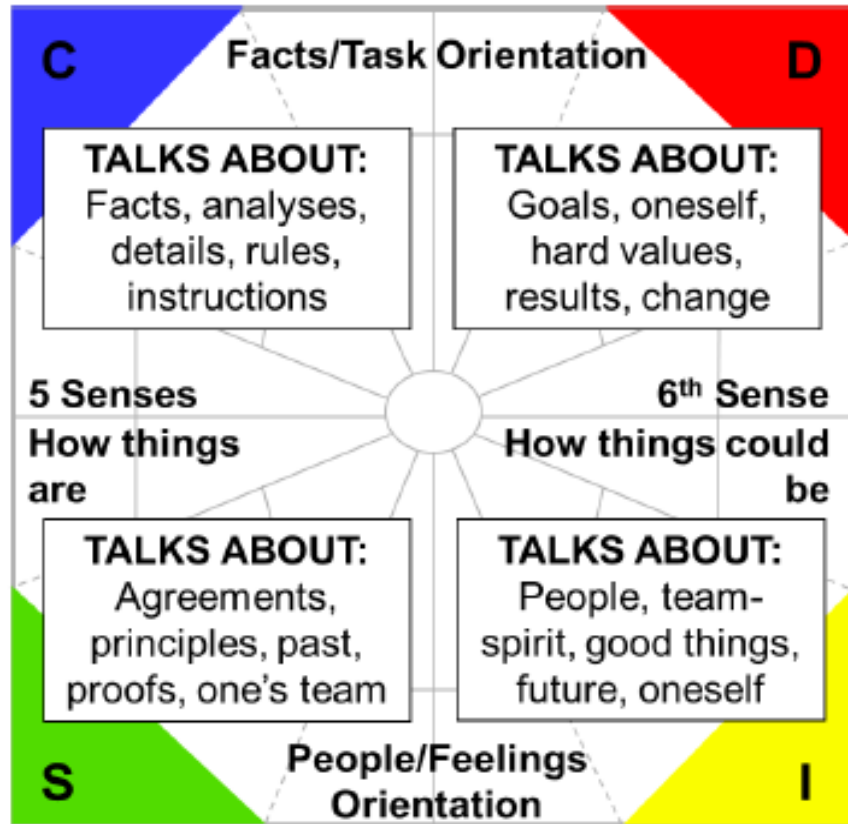 C
Facts/Task Orientation
D
TALKS ABOUT:
Facts, analyses,
details, rules,
instructions
TALKS ABOUT:
Goals, oneself,
hard values,
results, change
5 Senses
How things
are
6th Sense
How things could
be
TALKS ABOUT:
Agreements,
principles, past,
proofs, one's team
TALKS ABOUT:
People, team-
spirit, good things,
future, oneself
S
People/Feelings
Orientation
I